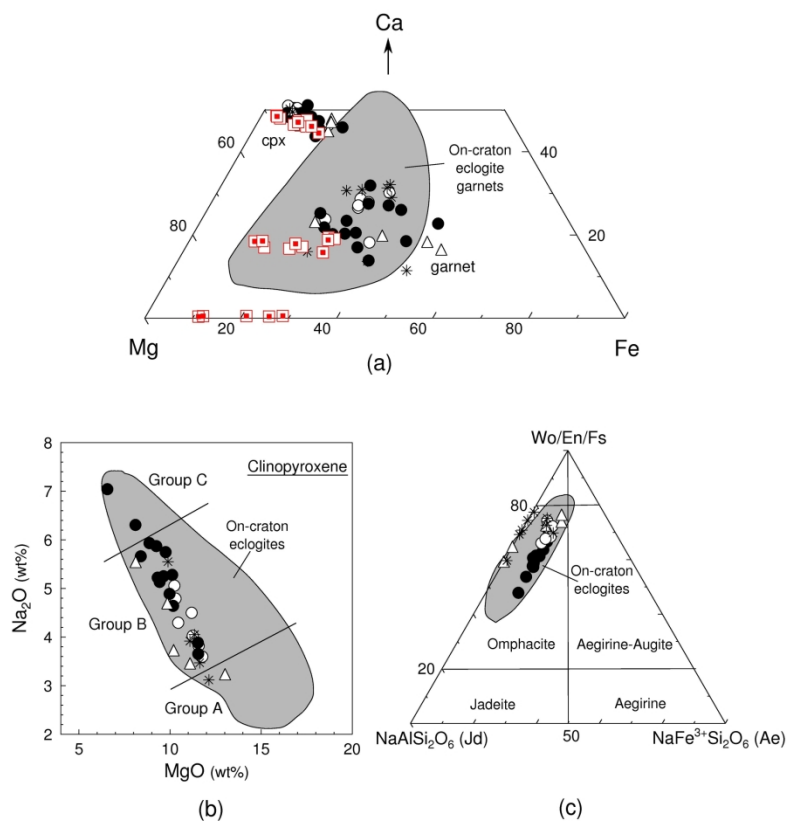 Ca
60
cpx
On-craton
eclogite
garnets
40
80
20
garnet
20
40
60
80
Mg
Fe
(a)
8
7
6
5
4
3
2
Na₂O (wt%)
Group C
Clinopyroxene
On-craton
eclogites
Group B
Group A
5
10
15
20
MgO (wt%)
(b)
Wo/En/Fs
80
On-craton
eclogites
Omphacite
Aegirine-Augite
20
Jadeite
Aegirine
NaAlSi₂O₆ (Jd)
50
NaFe³⁺Si₂O₆ (Ae)
(c)